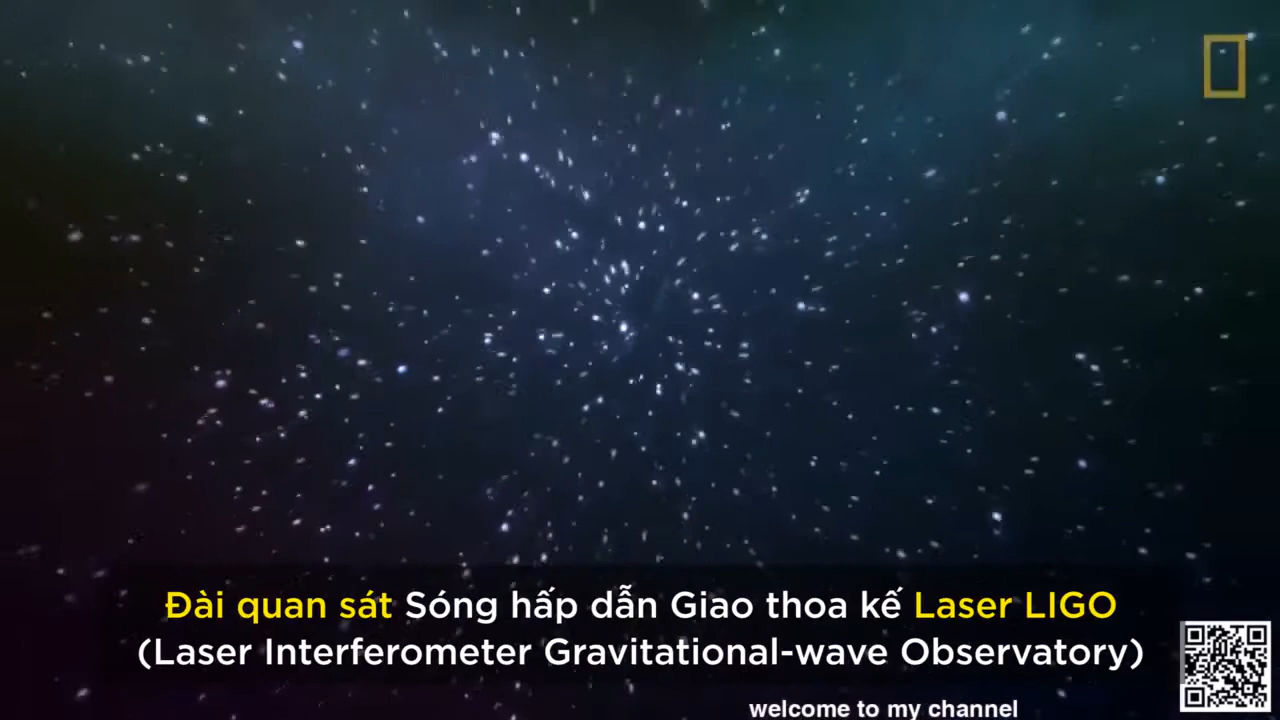 Đài quan sát Sóng hấp dẫn Giao thoa kế Laser LIGO
(Laser Interferometer Gravitational-wave Observatory)
welcome to my channel